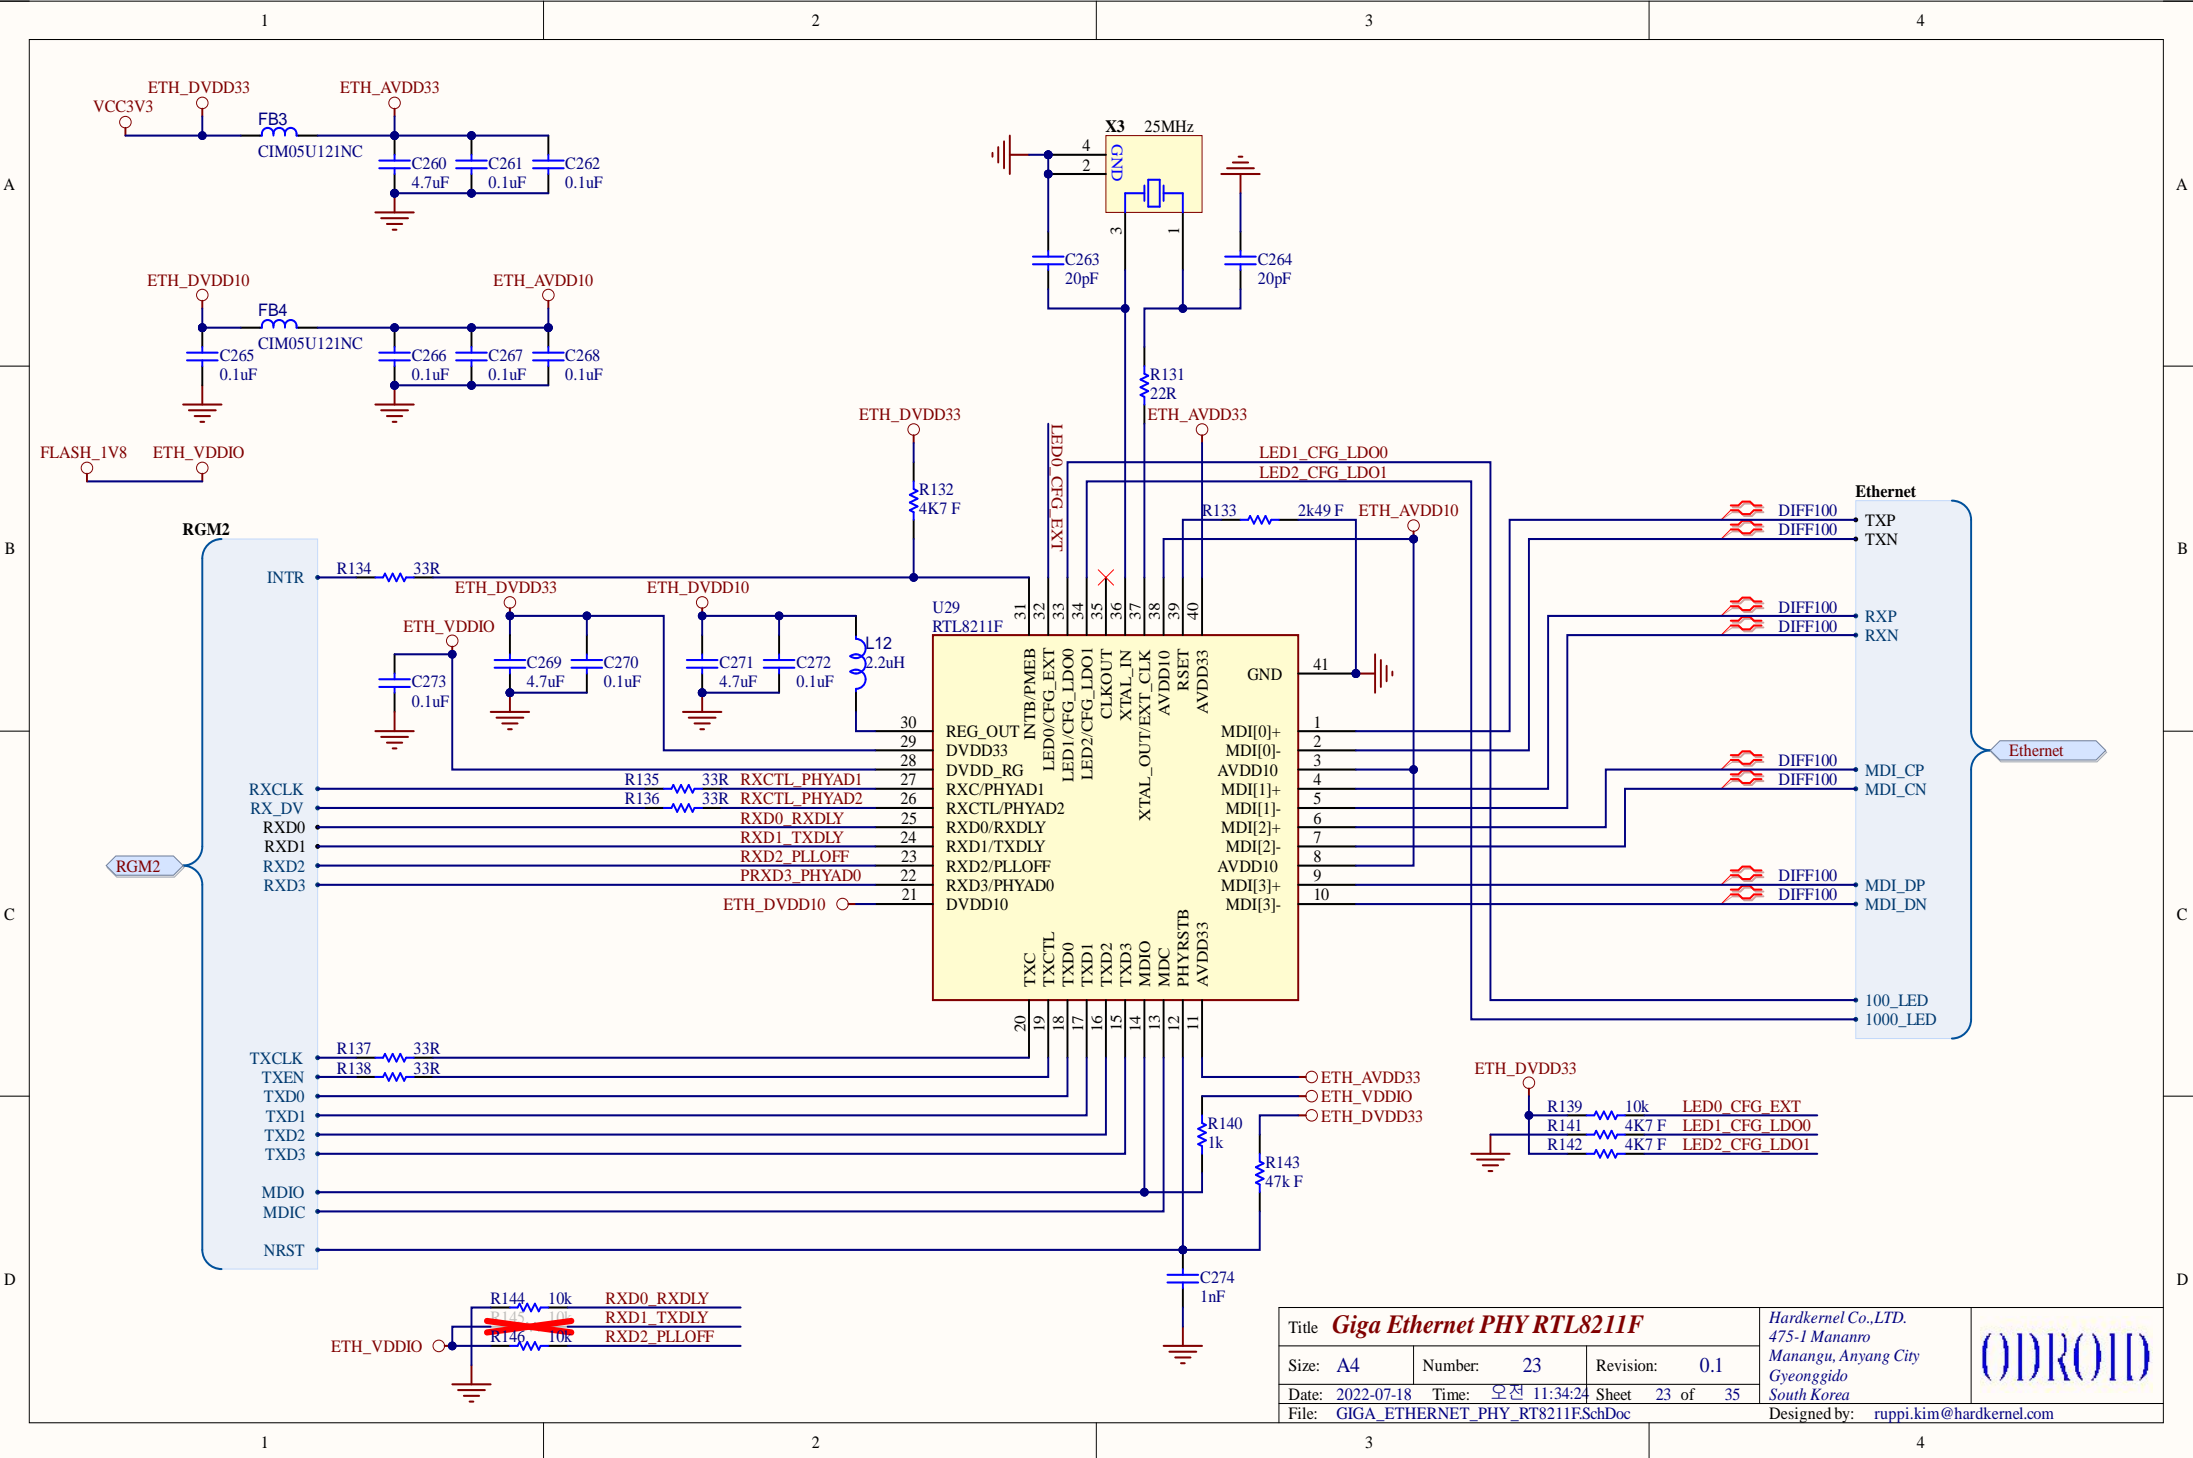 1 2 3 4
A A
B B
C C
D D
1 2 3 4
VCC3V3
ETH_DVDD33
ETH_AVDD33
FB3
CIM05U121NC
C260
4.7uF
C261
0.1uF
C262
0.1uF
ETH_DVDD10
ETH_AVDD10
FB4
CIM05U121NC
C265
0.1uF
C266
0.1uF
C267
0.1uF
C268
0.1uF
FLASH_1V8
ETH_VDDIO
X3 25MHz
4
2
GND
3
1
C263
20pF
C264
20pF
R131
22R
ETH_AVDD33
ETH_DVDD33
R132
4K7 F
LED0_CFG_EXT
LED1_CFG_LDO0
LED2_CFG_LDO1
R133 2k49 F
ETH_AVDD10
RGM2
RGM2
INTR
RXCLK
RX_DV
RXD0
RXD1
RXD2
RXD3
TXCLK
TXEN
TXD0
TXD1
TXD2
TXD3
MDIO
MDIC
NRST
R134 33R
ETH_DVDD33
ETH_DVDD10
ETH_VDDIO
C273
0.1uF
C269
4.7uF
C270
0.1uF
C271
4.7uF
C272
0.1uF
L12
2.2uH
R135 33R RXCTL_PHYAD1
R136 33R RXCTL_PHYAD2
RXD0_RXDLY
RXD1_TXDLY
RXD2_PLLOFF
PRXD3_PHYAD0
ETH_DVDD10
U29
RTL8211F
31 INTB/PMEB
32 LED0/CFG_EXT
33 LED1/CFG_LDO0
34 LED2/CFG_LDO1
35 CLKOUT
36 XTAL_IN
37 XTAL_OUT/EXT_CLK
38 AVDD10
39 RSET
40 AVDD33
30 REG_OUT
29 DVDD33
28 DVDD_RG
27 RXC/PHYAD1
26 RXCTL/PHYAD2
25 RXD0/RXDLY
24 RXD1/TXDLY
23 RXD2/PLLOFF
22 RXD3/PHYAD0
21 DVDD10
GND 41
MDI[0]+ 1
MDI[0]- 2
AVDD10 3
MDI[1]+ 4
MDI[1]- 5
MDI[2]+ 6
MDI[2]- 7
AVDD10 8
MDI[3]+ 9
MDI[3]- 10
TXC 20
TXCTL 19
TXD0 18
TXD1 17
TXD2 16
TXD3 15
MDIO 14
MDC 13
PHYRSTB 12
AVDD33 11
Ethernet
DIFF100 TXP
DIFF100 TXN
DIFF100 RXP
DIFF100 RXN
DIFF100 MDI_CP
DIFF100 MDI_CN
DIFF100 MDI_DP
DIFF100 MDI_DN
100_LED
1000_LED
Ethernet
R137 33R
R138 33R
ETH_AVDD33
ETH_VDDIO
ETH_DVDD33
R140
1k
R143
47k F
C274
1nF
ETH_DVDD33
R139 10k LED0_CFG_EXT
R141 4K7 F LED1_CFG_LDO0
R142 4K7 F LED2_CFG_LDO1
R144 10k RXD0_RXDLY
R145 10k RXD1_TXDLY
R146 10k RXD2_PLLOFF
ETH_VDDIO
Title Giga Ethernet PHY RTL8211F
Size: A4 Number: 23 Revision: 0.1
Date: 2022-07-18 Time: 오전 11:34:24 Sheet 23 of 35
File: GIGA_ETHERNET_PHY_RT8211F.SchDoc
Hardkernel Co.,LTD.
475-1 Mananro
Manangu, Anyang City
Gyeonggido
South Korea
Designed by: ruppi.kim@hardkernel.com
ODROID